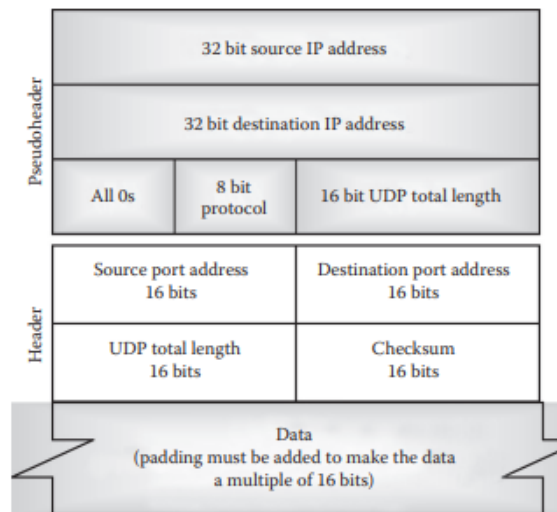 Pseudoheader
32 bit source IP address
32 bit destination IP address
All 0s
8 bit
protocol
16 bit UDP total length
Header
Source port address
16 bits
Destination port address
16 bits
UDP total length
16 bits
Checksum
16 bits
Data
(padding must be added to make the data
a multiple of 16 bits)